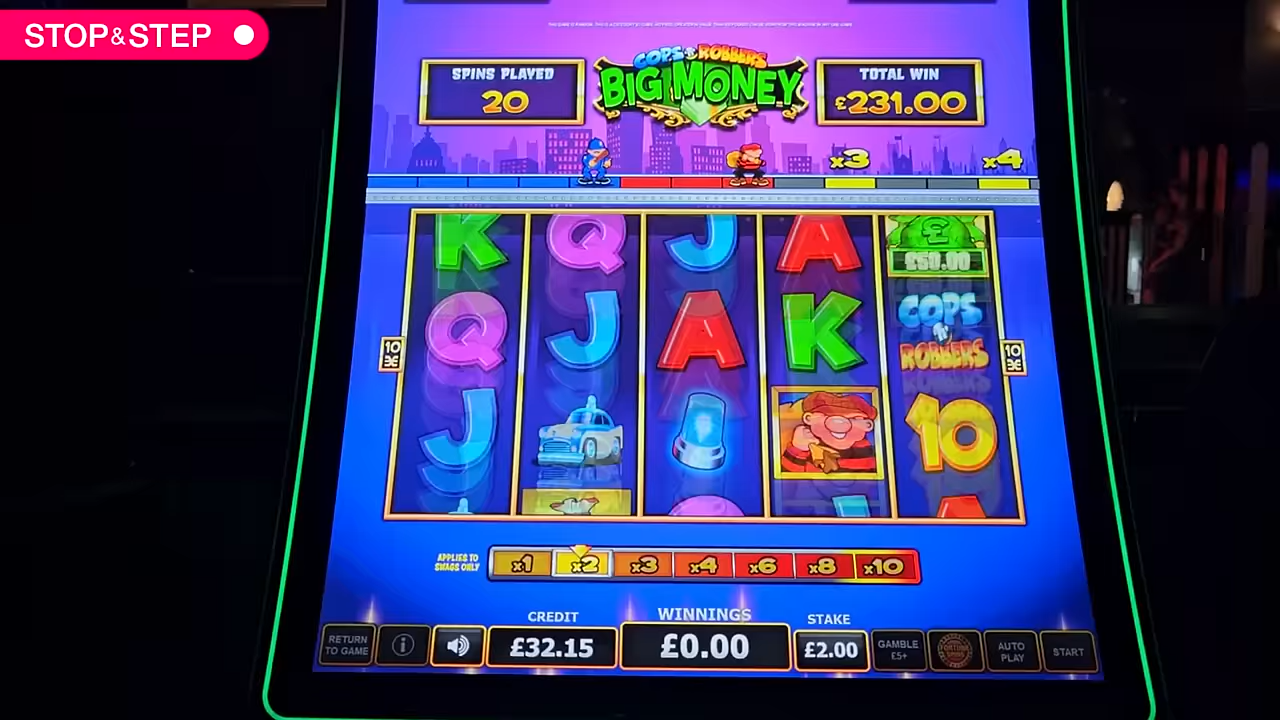 STOP&STEP
SPINS PLAYED
20
COPS N ROBBERS
BIG MONEY
TOTAL WIN
£231.00
x3
x4
K
Q
J
A
£
£50.00
Q
J
A
K
COPS
'N'
ROBBERS
10
10
J
10
APPLIES TO
SWAGS ONLY
x1
x2
x3
x4
x6
x8
x10
CREDIT
WINNINGS
STAKE
RETURN
TO GAME
i
£32.15
£0.00
£2.00
GAMBLE
£5+
FORTUNE
SPINS
AUTO
PLAY
START